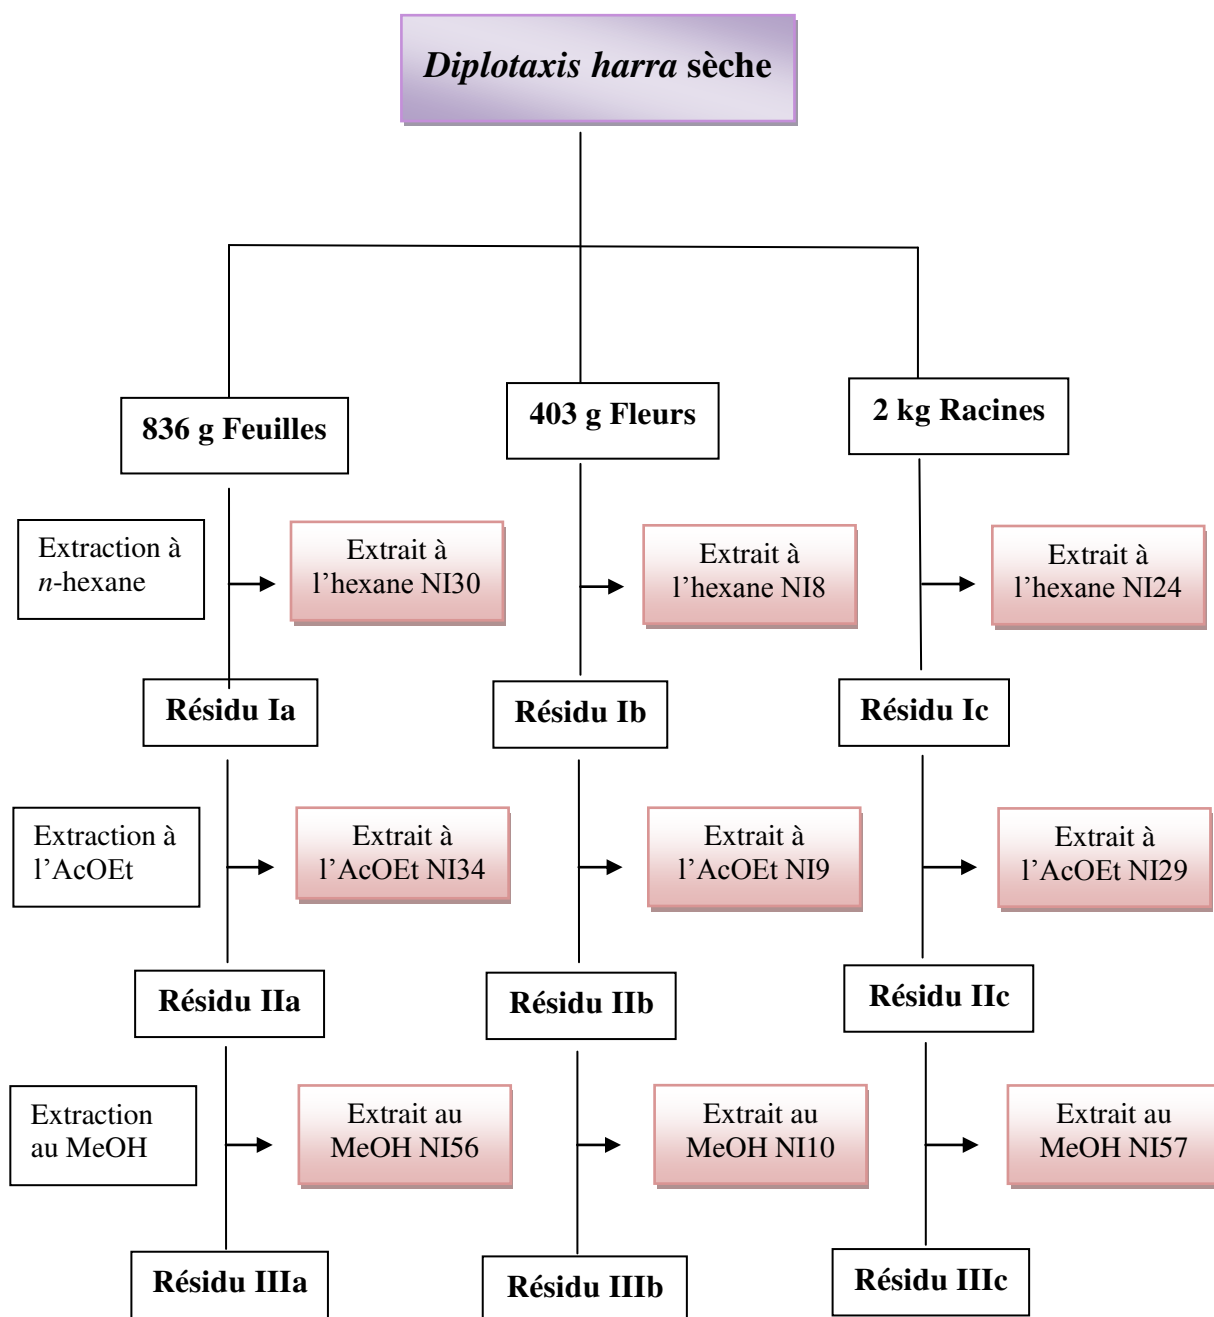 Diplotaxis harra sèche
836 g Feuilles
403 g Fleurs
2 kg Racines
Extraction à
n-hexane
Extrait à
l’hexane NI30
Extrait à
l’hexane NI8
Extrait à
l’hexane NI24
Résidu Ia
Résidu Ib
Résidu Ic
Extraction à
l’AcOEt
Extrait à
l’AcOEt NI34
Extrait à
l’AcOEt NI9
Extrait à
l’AcOEt NI29
Résidu IIa
Résidu IIb
Résidu IIc
Extraction
au MeOH
Extrait au
MeOH NI56
Extrait au
MeOH NI10
Extrait au
MeOH NI57
Résidu IIIa
Résidu IIIb
Résidu IIIc